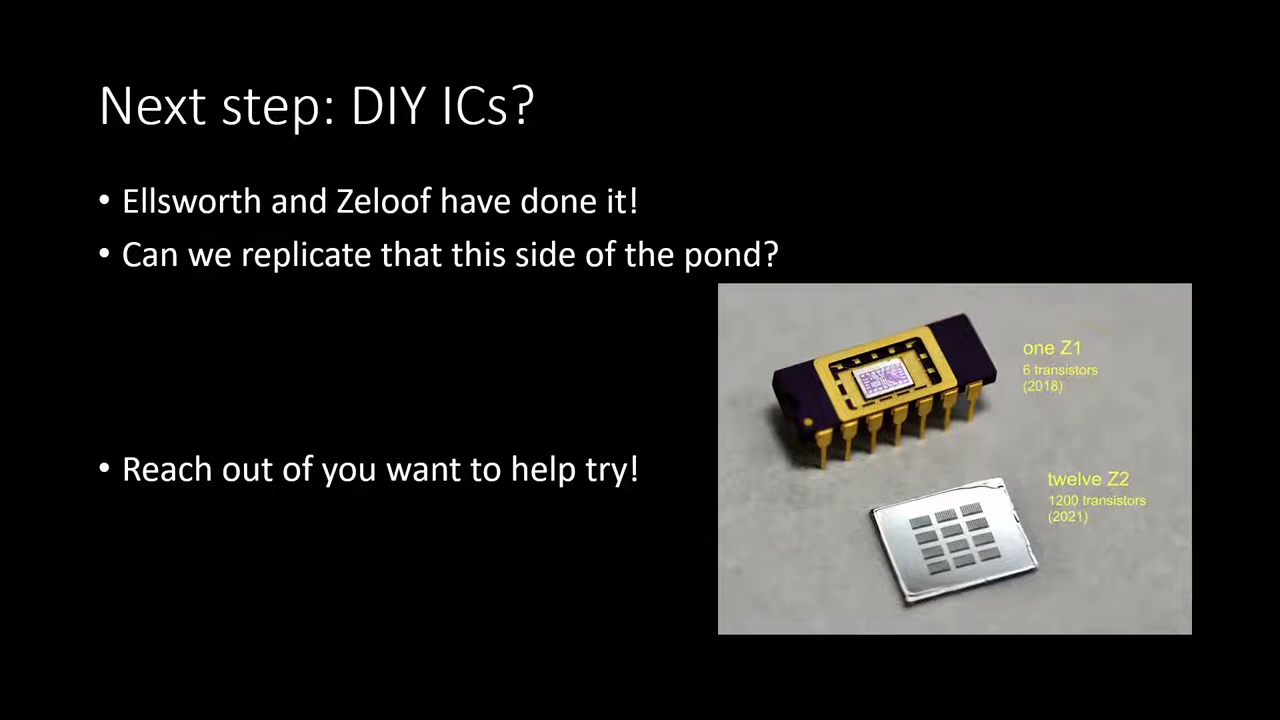 Next step: DIY ICs?
• Ellsworth and Zeloof have done it!
• Can we replicate that this side of the pond?
one Z1
6 transistors
(2018)
• Reach out of you want to help try!
twelve Z2
1200 transistors
(2021)